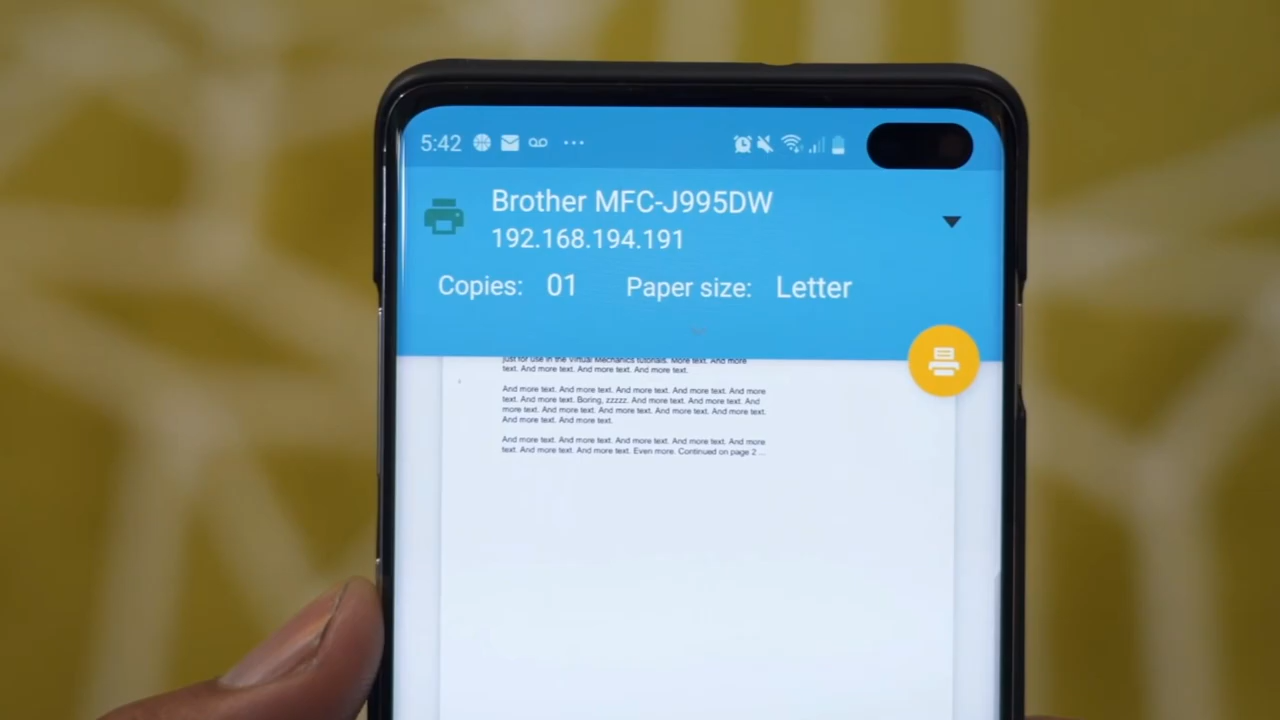 5:42
Brother MFC-J995DW
192.168.194.191
Copies: 01 Paper size: Letter
just for use in the Virtual Mechanics tutorials. More text. And more
text. And more text. And more text. And more text.
And more text. And more text. And more text. And more text. And more
text. And more text. Boring, zzzzz. And more text. And more text. And
more text. And more text. And more text. And more text. And more text.
And more text. And more text.
And more text. And more text. And more text. And more text. And more
text. And more text. And more text. Even more. Continued on page 2 ...